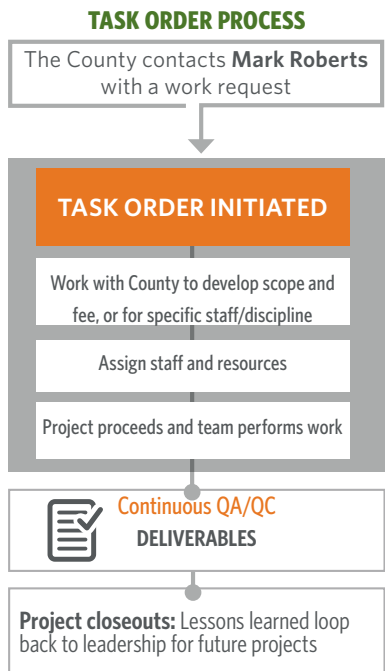 TASK ORDER PROCESS
The County contacts Mark Roberts
with a work request
TASK ORDER INITIATED
Work with County to develop scope and
fee, or for specific staff/discipline
Assign staff and resources
Project proceeds and team performs work
Continuous QA/QC
DELIVERABLES
Project closeouts: Lessons learned loop
back to leadership for future projects